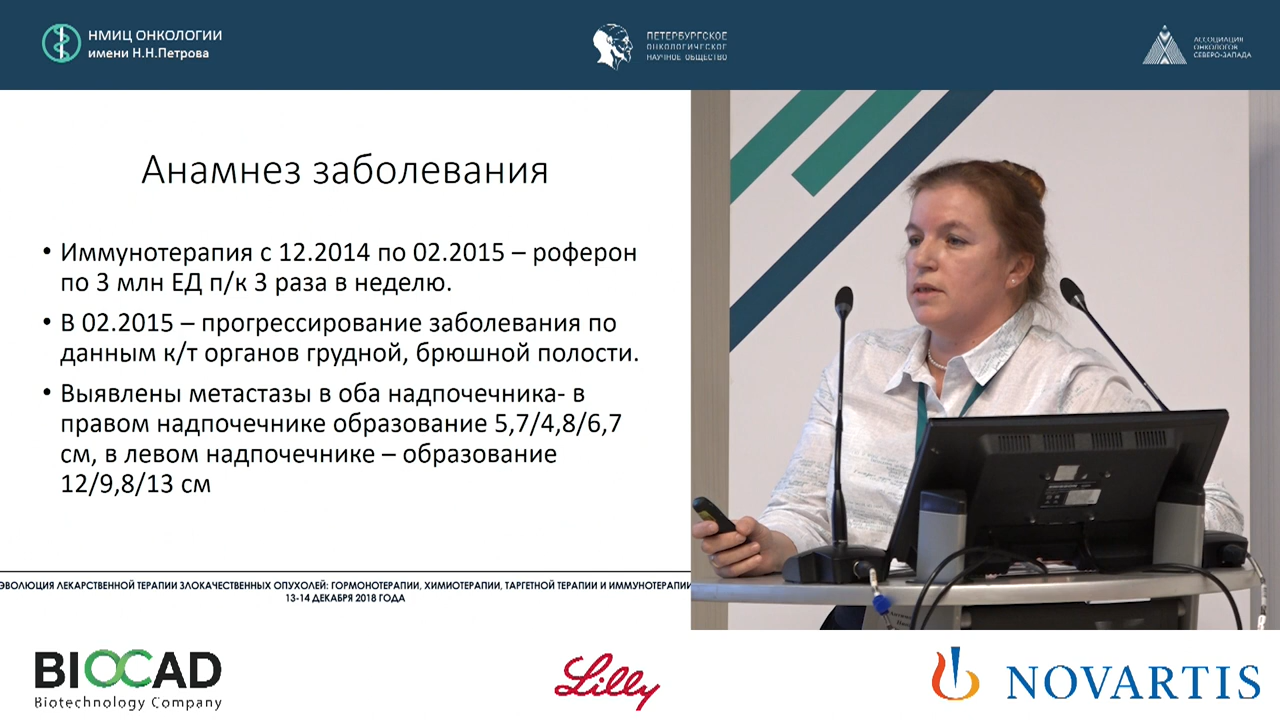 НМИЦ ОНКОЛОГИИ
имени Н.Н.Петрова
ПЕТЕРБУРГСКОЕ
ОНКОЛОГИЧЕСКОЕ
НАУЧНОЕ ОБЩЕСТВО
АССОЦИАЦИЯ
ОНКОЛОГОВ
СЕВЕРО-ЗАПАДА
Анамнез заболевания
• Иммунотерапия с 12.2014 по 02.2015 – роферон
по 3 млн ЕД п/к 3 раза в неделю.
• В 02.2015 – прогрессирование заболевания по
данным к/т органов грудной, брюшной полости.
• Выявлены метастазы в оба надпочечника- в
правом надпочечнике образование 5,7/4,8/6,7
см, в левом надпочечнике – образование
12/9,8/13 см
ЭВОЛЮЦИЯ ЛЕКАРСТВЕННОЙ ТЕРАПИИ ЗЛОКАЧЕСТВЕННЫХ ОПУХОЛЕЙ: ГОРМОНОТЕРАПИИ, ХИМИОТЕРАПИИ, ТАРГЕТНОЙ ТЕРАПИИ И ИММУНОТЕРАПИИ
13-14 ДЕКАБРЯ 2018 ГОДА
BIOCAD
Biotechnology Company
Lilly
NOVARTIS